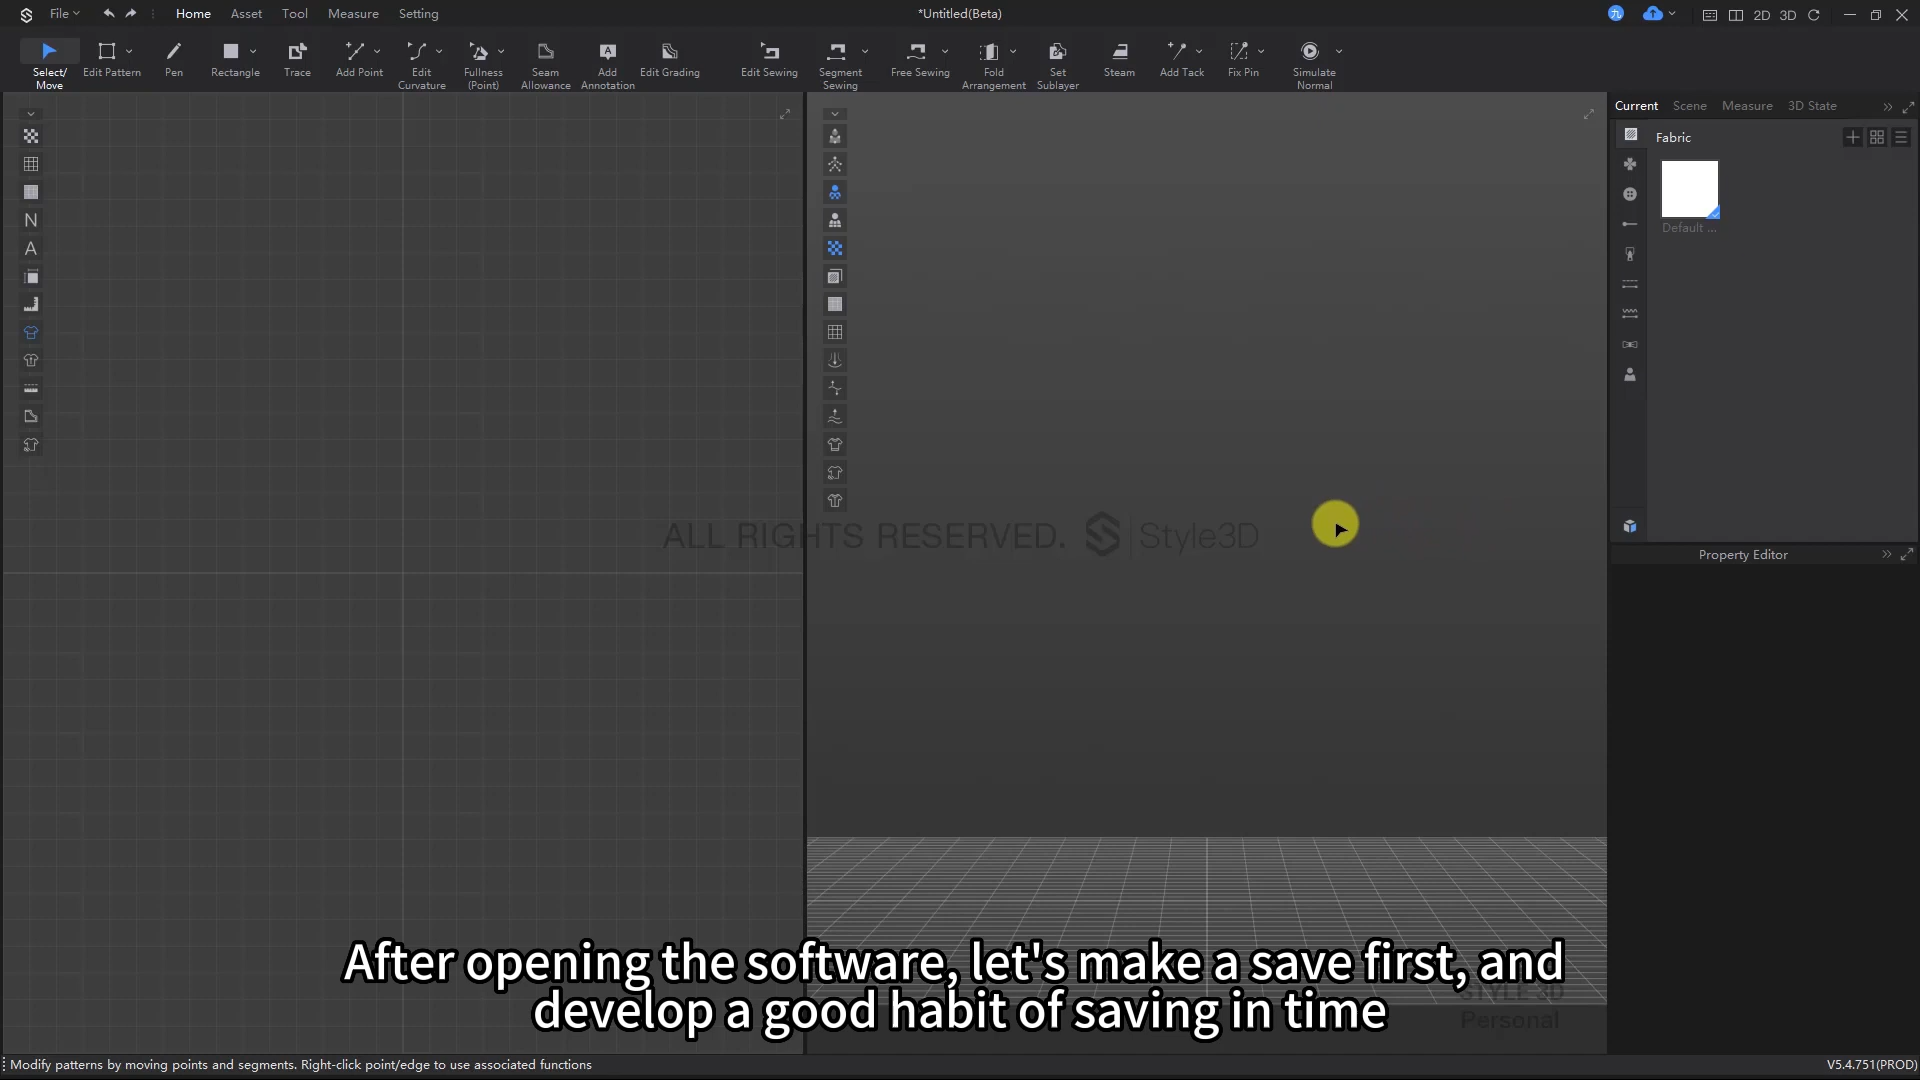 File
Home
Asset
Tool
Measure
Setting
*Untitled(Beta)
九
2D
3D
Select/
Move
Edit Pattern
Pen
Rectangle
Trace
Add Point
Edit
Curvature
Fullness
(Point)
Seam
Allowance
A
Add
Annotation
Edit Grading
Edit Sewing
Segment
Sewing
Free Sewing
Fold
Arrangement
Set
Sublayer
Steam
Add Tack
Fix Pin
Simulate
Normal
N
A
Current
Scene
Measure
3D State
Fabric
Default ...
Property Editor
ALL RIGHTS RESERVED. Style3D
After opening the software, let's make a save first, and
develop a good habit of saving in time
STYLE 3D
Personal
Modify patterns by moving points and segments. Right-click point/edge to use associated functions
V5.4.751(PROD)